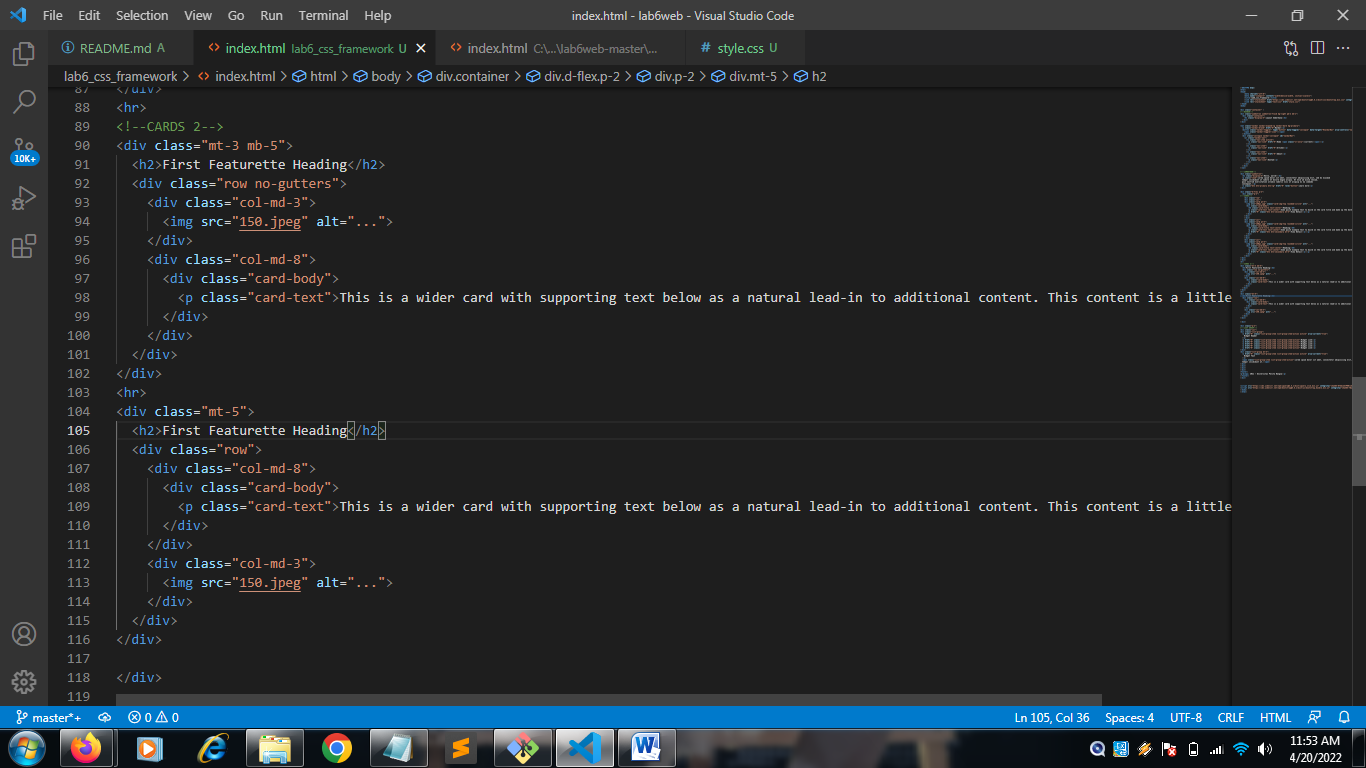 File Edit Selection View Go Run Terminal Help index.html - lab6web - Visual Studio Code
README.md A index.html lab6_css_framework U index.html C:\...\lab6web-master\... # style.css U
lab6_css_framework > index.html > html > body > div.container > div.d-flex.p-2 > div.p-2 > div.mt-5 > h2
87 </div>
88 <hr>
89 <!--CARDS 2-->
90 <div class="mt-3 mb-5">
91 <h2>First Featurette Heading</h2>
92 <div class="row no-gutters">
93 <div class="col-md-3">
94 <img src="150.jpeg" alt="...">
95 </div>
96 <div class="col-md-8">
97 <div class="card-body">
98 <p class="card-text">This is a wider card with supporting text below as a natural lead-in to additional content. This content is a little
99 </div>
100 </div>
101 </div>
102 </div>
103 <hr>
104 <div class="mt-5">
105 <h2>First Featurette Heading</h2>
106 <div class="row">
107 <div class="col-md-8">
108 <div class="card-body">
109 <p class="card-text">This is a wider card with supporting text below as a natural lead-in to additional content. This content is a little
110 </div>
111 </div>
112 <div class="col-md-3">
113 <img src="150.jpeg" alt="...">
114 </div>
115 </div>
116 </div>
117
118 </div>
119
10K+
master*+ 0 0 Ln 105, Col 36 Spaces: 4 UTF-8 CRLF HTML
11:53 AM
4/20/2022